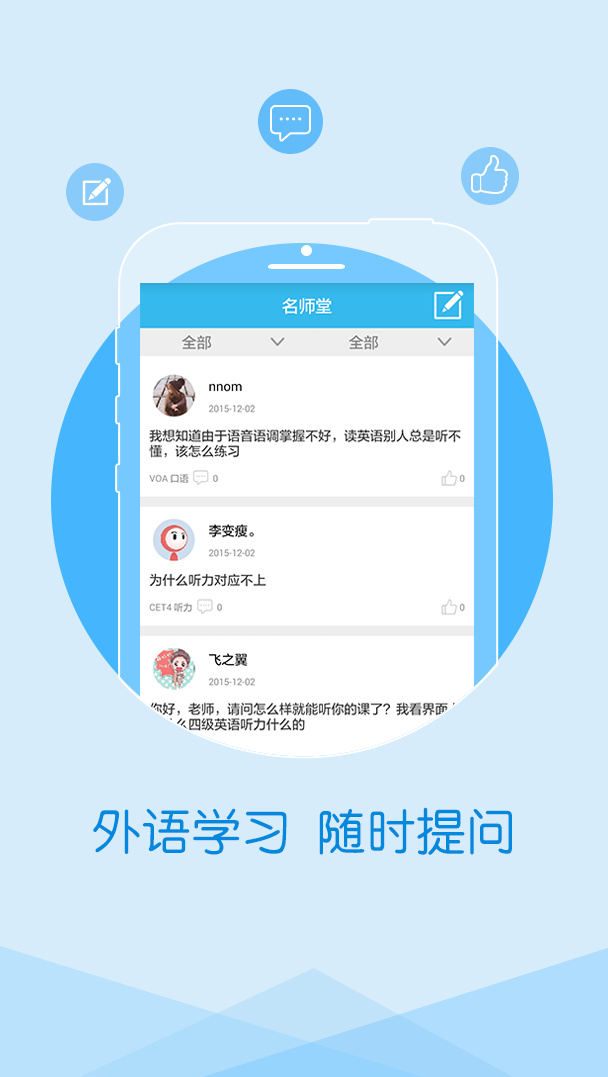 名师堂
全部 全部
nnom
2015-12-02
我想知道由于语音语调掌握不好，读英语别人总是听不
懂，该怎么练习
VOA 口语 0 0
李变瘦。
2015-12-02
为什么听力对应不上
CET4 听力 0 0
飞之翼
2015-12-02
你好，老师，请问怎么样就能听你的课了？我看界面
么四级英语听力什么的
外语学习 随时提问